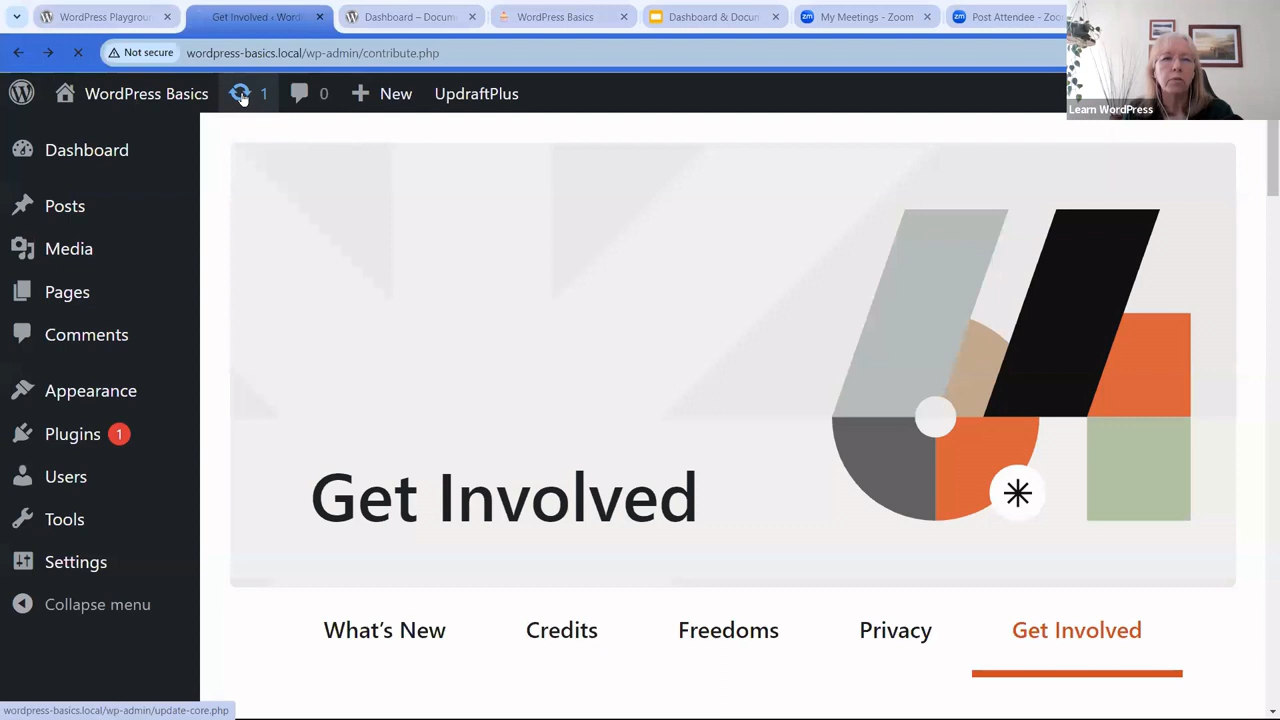 WordPress Playgroun
Get Involved ‹ Word
Dashboard – Docum
WordPress Basics
Dashboard & Docum
My Meetings - Zoom
Post Attendee - Zoo
Not secure
wordpress-basics.local/wp-admin/contribute.php
WordPress Basics
1
0
New
UpdraftPlus
Learn WordPress
Dashboard
Posts
Media
Pages
Comments
Appearance
Plugins 1
Users
Tools
Settings
Collapse menu
Get Involved
What's New
Credits
Freedoms
Privacy
Get Involved
wordpress-basics.local/wp-admin/update-core.php